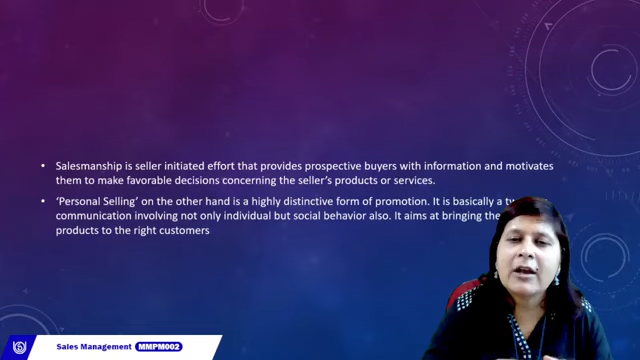 • Salesmanship is seller initiated effort that provides prospective buyers with information and motivates
them to make favorable decisions concerning the seller's products or services.
• 'Personal Selling' on the other hand is a highly distinctive form of promotion. It is basically a
communication involving not only individual but social behavior also. It aims at bringing the
products to the right customers
Sales Management MMPM002